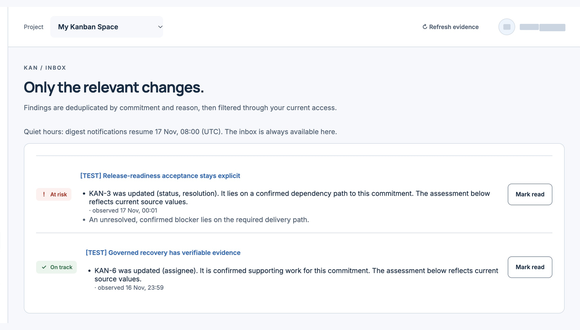 Project
My Kanban Space
Refresh evidence
KAN / INBOX
Only the relevant changes.
Findings are deduplicated by commitment and reason, then filtered through your current access.
Quiet hours: digest notifications resume 17 Nov, 08:00 (UTC). The inbox is always available here.
! At risk
[TEST] Release-readiness acceptance stays explicit
• KAN-3 was updated (status, resolution). It lies on a confirmed dependency path to this commitment. The assessment below
reflects current source values.
· observed 17 Nov, 00:01
• An unresolved, confirmed blocker lies on the required delivery path.
Mark read
✓ On track
[TEST] Governed recovery has verifiable evidence
• KAN-6 was updated (assignee). It is confirmed supporting work for this commitment. The assessment below reflects current
source values.
· observed 16 Nov, 23:59
Mark read